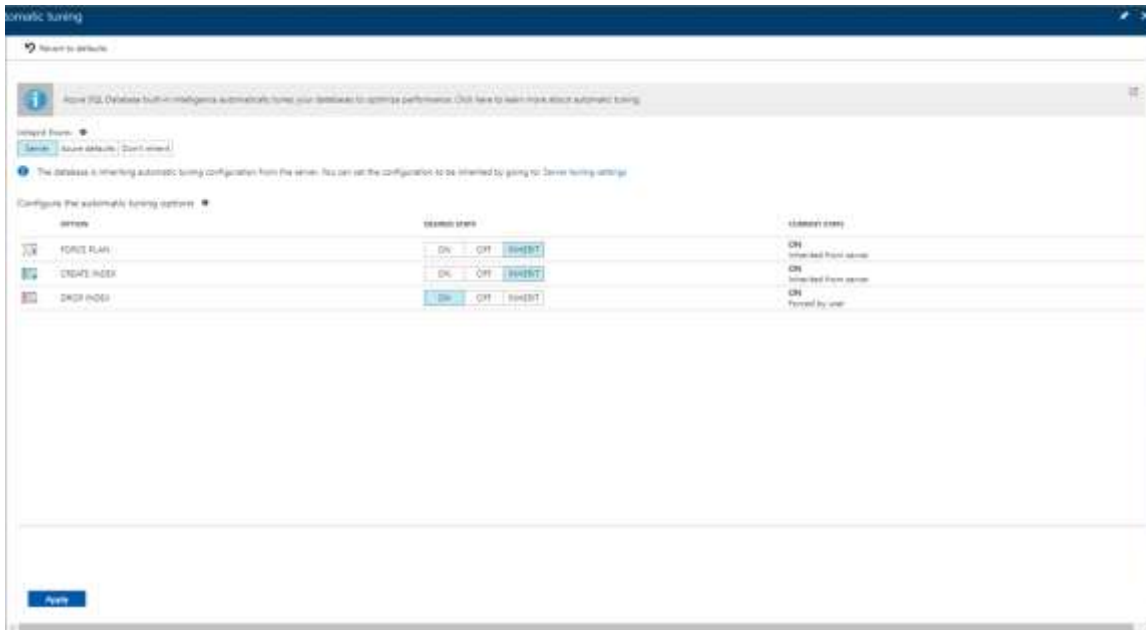 tomatic tuning
Revert to defaults
Azure SQL Database built-in intelligence automatically tunes your databases to optimize performance. Click here to learn more about automatic tuning.
Inherit from:
Server Azure defaults Don't inherit
The database is inheriting automatic tuning configuration from the server. You can set the configuration to be inherited by going to: Server tuning settings
Configure the automatic tuning options
OPTION DESIRED STATE CURRENT STATE
FORCE PLAN ON OFF INHERIT ON
Inherited from server
CREATE INDEX ON OFF INHERIT ON
Inherited from server
DROP INDEX ON OFF INHERIT ON
Forced by user
Apply